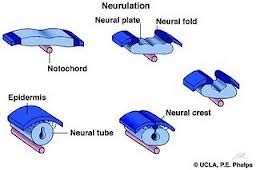 Neurulation
Neural plate
Neural fold
Notochord
Epidermis
Neural crest
Neural tube
© UCLA, P.E. Phelps